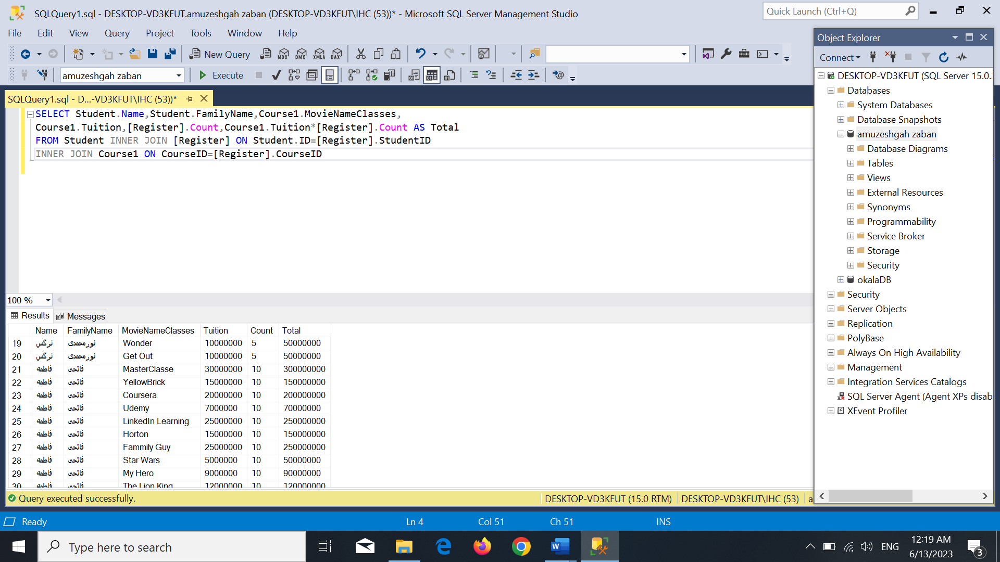 SQLQuery1.sql - DESKTOP-VD3KFUT.amuzeshgah zaban (DESKTOP-VD3KFUT\IHC (53))* - Microsoft SQL Server Management Studio
Quick Launch (Ctrl+Q)
File Edit View Query Project Tools Window Help
New Query MDX DMX XMLA DAX
amuzeshgah zaban Execute
SQLQuery1.sql - D...-VD3KFUT\IHC (53))*
SELECT Student.Name,Student.FamilyName,Course1.MovieNameClasses,
Course1.Tuition,[Register].Count,Course1.Tuition*[Register].Count AS Total
FROM Student INNER JOIN [Register] ON Student.ID=[Register].StudentID
INNER JOIN Course1 ON CourseID=[Register].CourseID
100 %
Results Messages
Name FamilyName MovieNameClasses Tuition Count Total
19 نرگس نورمحمدی Wonder 10000000 5 50000000
20 نرگس نورمحمدی Get Out 10000000 5 50000000
21 فاطمه فاتحی MasterClasse 30000000 10 300000000
22 فاطمه فاتحی YellowBrick 15000000 10 150000000
23 فاطمه فاتحی Coursera 20000000 10 200000000
24 فاطمه فاتحی Udemy 7000000 10 70000000
25 فاطمه فاتحی LinkedIn Learning 25000000 10 250000000
26 فاطمه فاتحی Horton 15000000 10 150000000
27 فاطمه فاتحی Fammily Guy 25000000 10 250000000
28 فاطمه فاتحی Star Wars 5000000 10 50000000
29 فاطمه فاتحی My Hero 9000000 10 90000000
30 فاطمه فاتحی The Lion King 12000000 10 120000000
Query executed successfully. DESKTOP-VD3KFUT (15.0 RTM) DESKTOP-VD3KFUT\IHC (53) a
Object Explorer
Connect
DESKTOP-VD3KFUT (SQL Server 15.0.
Databases
System Databases
Database Snapshots
amuzeshgah zaban
Database Diagrams
Tables
Views
External Resources
Synonyms
Programmability
Service Broker
Storage
Security
okalaDB
Security
Server Objects
Replication
PolyBase
Always On High Availability
Management
Integration Services Catalogs
SQL Server Agent (Agent XPs disab
XEvent Profiler
Ready Ln 4 Col 51 Ch 51 INS
Type here to search
ENG
12:19 AM
6/13/2023
3